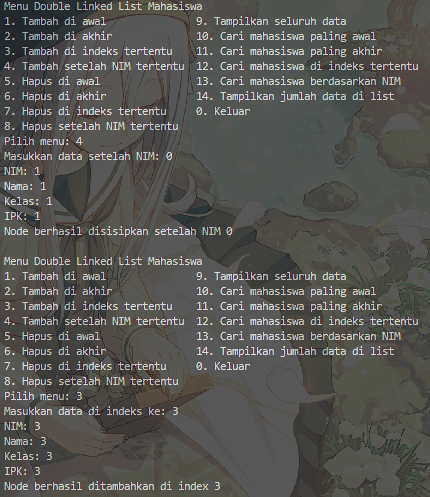 Menu Double Linked List Mahasiswa
1. Tambah di awal 9. Tampilkan seluruh data
2. Tambah di akhir 10. Cari mahasiswa paling awal
3. Tambah di indeks tertentu 11. Cari mahasiswa paling akhir
4. Tambah setelah NIM tertentu 12. Cari mahasiswa di indeks tertentu
5. Hapus di awal 13. Cari mahasiswa berdasarkan NIM
6. Hapus di akhir 14. Tampilkan jumlah data di list
7. Hapus di indeks tertentu 0. Keluar
8. Hapus setelah NIM tertentu
Pilih menu: 4
Masukkan data setelah NIM: 0
NIM: 1
Nama: 1
Kelas: 1
IPK: 1
Node berhasil disisipkan setelah NIM 0
Menu Double Linked List Mahasiswa
1. Tambah di awal 9. Tampilkan seluruh data
2. Tambah di akhir 10. Cari mahasiswa paling awal
3. Tambah di indeks tertentu 11. Cari mahasiswa paling akhir
4. Tambah setelah NIM tertentu 12. Cari mahasiswa di indeks tertentu
5. Hapus di awal 13. Cari mahasiswa berdasarkan NIM
6. Hapus di akhir 14. Tampilkan jumlah data di list
7. Hapus di indeks tertentu 0. Keluar
8. Hapus setelah NIM tertentu
Pilih menu: 3
Masukkan data di indeks ke: 3
NIM: 3
Nama: 3
Kelas: 3
IPK: 3
Node berhasil ditambahkan di index 3